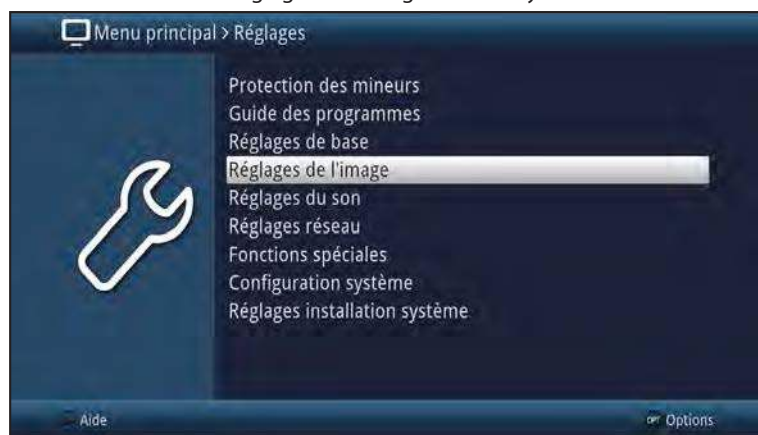 Menu principal > Réglages
Protection des mineurs
Guide des programmes
Réglages de base
Réglages de l'image
Réglages du son
Réglages réseau
Fonctions spéciales
Configuration système
Réglages installation système
Aide
OPT Options